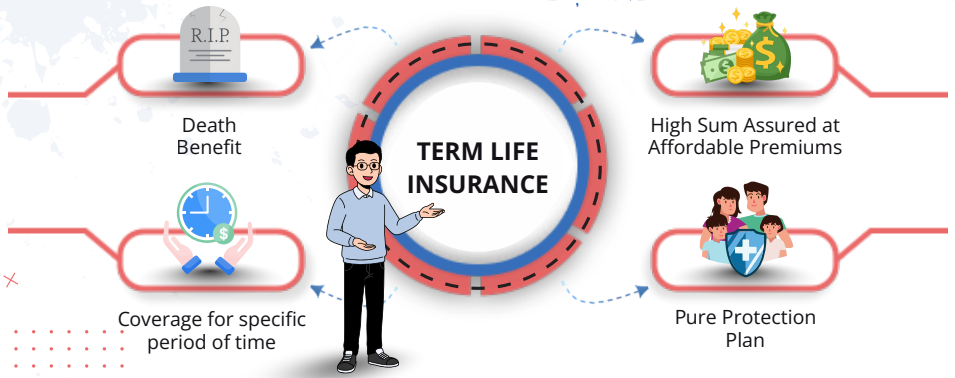 R.I.P.
Death
Benefit
TERM LIFE
INSURANCE
High Sum Assured at
Affordable Premiums
Coverage for specific
period of time
Pure Protection
Plan